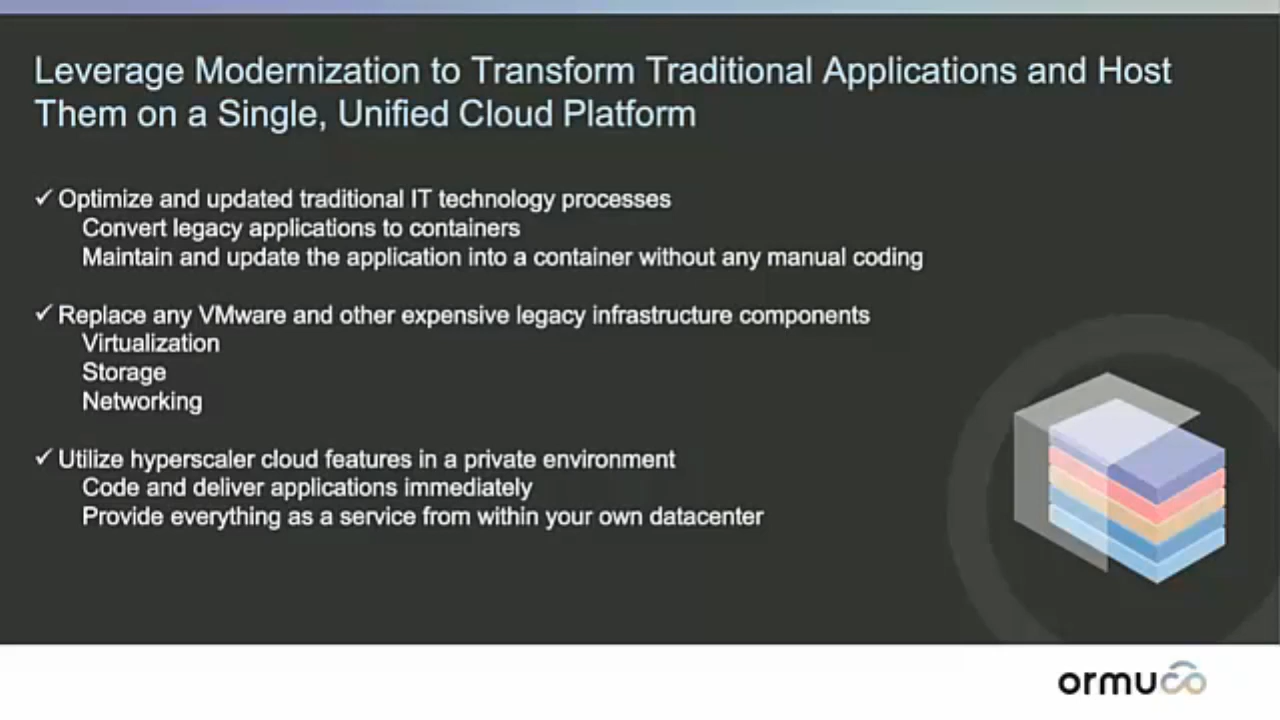 Leverage Modernization to Transform Traditional Applications and Host
Them on a Single, Unified Cloud Platform
✓ Optimize and updated traditional IT technology processes
Convert legacy applications to containers
Maintain and update the application into a container without any manual coding
✓ Replace any VMware and other expensive legacy infrastructure components
Virtualization
Storage
Networking
✓ Utilize hyperscaler cloud features in a private environment
Code and deliver applications immediately
Provide everything as a service from within your own datacenter
ormuco